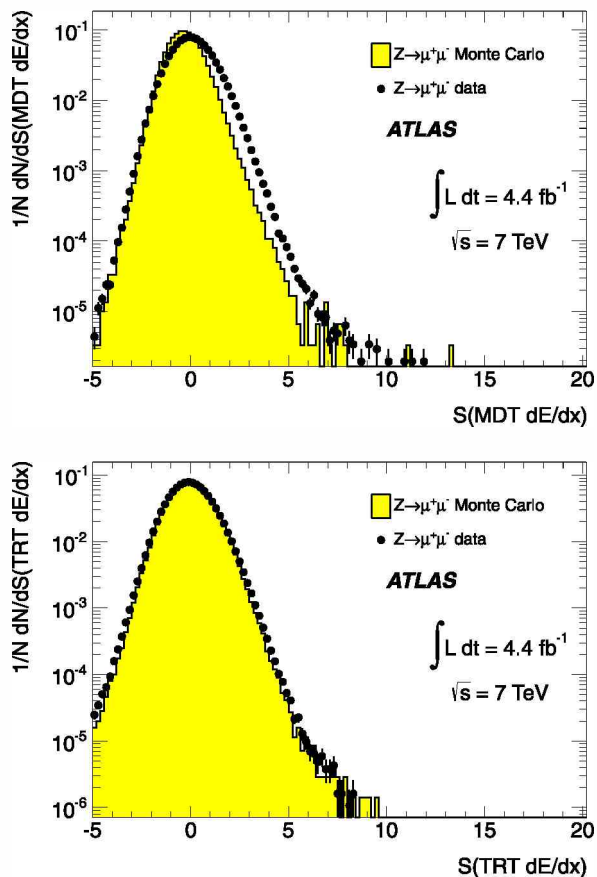 1/N dN/dS(MDT dE/dx)
10⁻¹
10⁻²
10⁻³
10⁻⁴
10⁻⁵
Z→μ⁺μ⁻ Monte Carlo
Z→μ⁺μ⁻ data
ATLAS
∫ L dt = 4.4 fb⁻¹
√s = 7 TeV
-5 0 5 10 15 20
S(MDT dE/dx)
1/N dN/dS(TRT dE/dx)
10⁻¹
10⁻²
10⁻³
10⁻⁴
10⁻⁵
10⁻⁶
Z→μ⁺μ⁻ Monte Carlo
Z→μ⁺μ⁻ data
ATLAS
∫ L dt = 4.4 fb⁻¹
√s = 7 TeV
-5 0 5 10 15 20
S(TRT dE/dx)